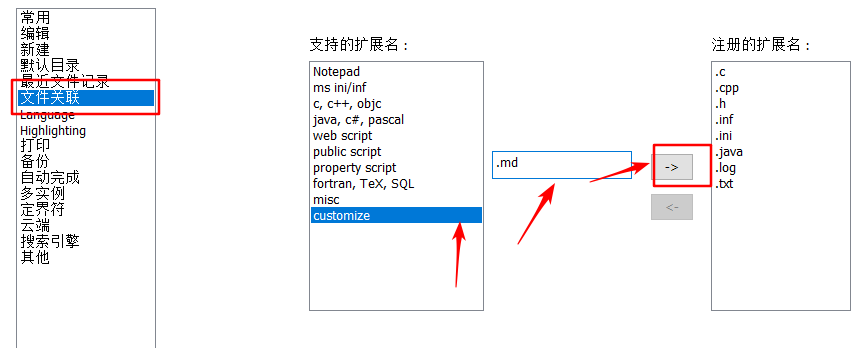 常用
编辑
新建
默认目录
最近文件记录
文件关联
Language
Highlighting
打印
备份
自动完成
多实例
定界符
云端
搜索引擎
其他
支持的扩展名：
Notepad
ms ini/inf
c, c++, objc
java, c#, pascal
web script
public script
property script
fortran, TeX, SQL
misc
customize
.md
->
<-
注册的扩展名：
.c
.cpp
.h
.inf
.ini
.java
.log
.txt